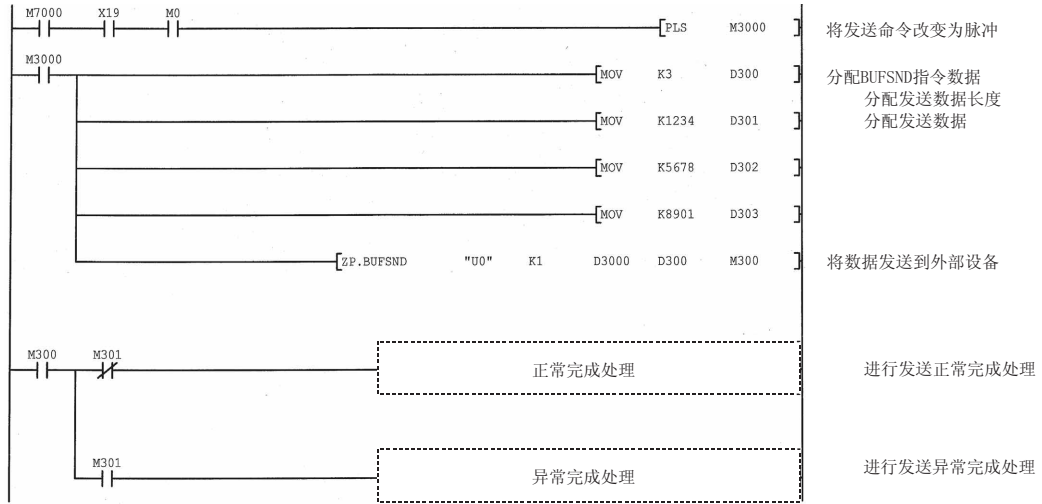 M7000 X19 M0
PLS M3000 将发送命令改变为脉冲
M3000
MOV K3 D300 分配BUFSND指令数据
分配发送数据长度
MOV K1234 D301 分配发送数据
MOV K5678 D302
MOV K8901 D303
ZP.BUFSND "U0" K1 D3000 D300 M300 将数据发送到外部设备
M300 M301
正常完成处理 进行发送正常完成处理
M301
异常完成处理 进行发送异常完成处理